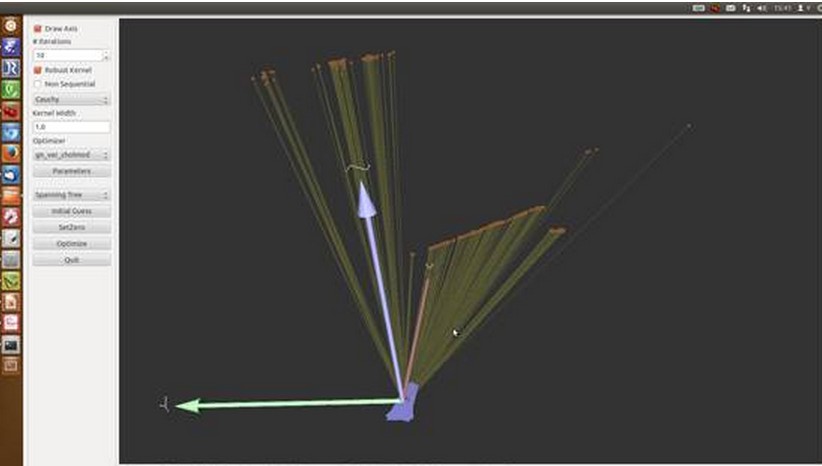 15:41
Draw Axis
# Iterations
10
Robust Kernel
Non Sequential
Cauchy
Kernel Width
1.0
Optimizer
gn_var_cholmod
Parameters
Spanning Tree
Initial Guess
SetZero
Optimize
Quit